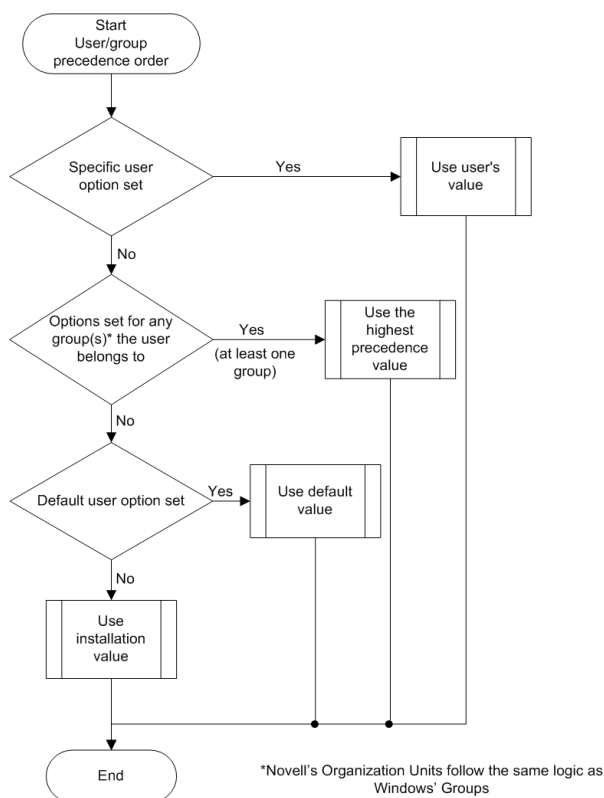 Start
User/group
precedence order
Specific user
option set
Yes
Use user's
value
No
Options set for any
group(s)* the user
belongs to
Yes
(at least one
group)
Use the
highest
precedence
value
No
Default user option set
Yes
Use default
value
No
Use
installation
value
End
*Novell's Organization Units follow the same logic as
Windows' Groups